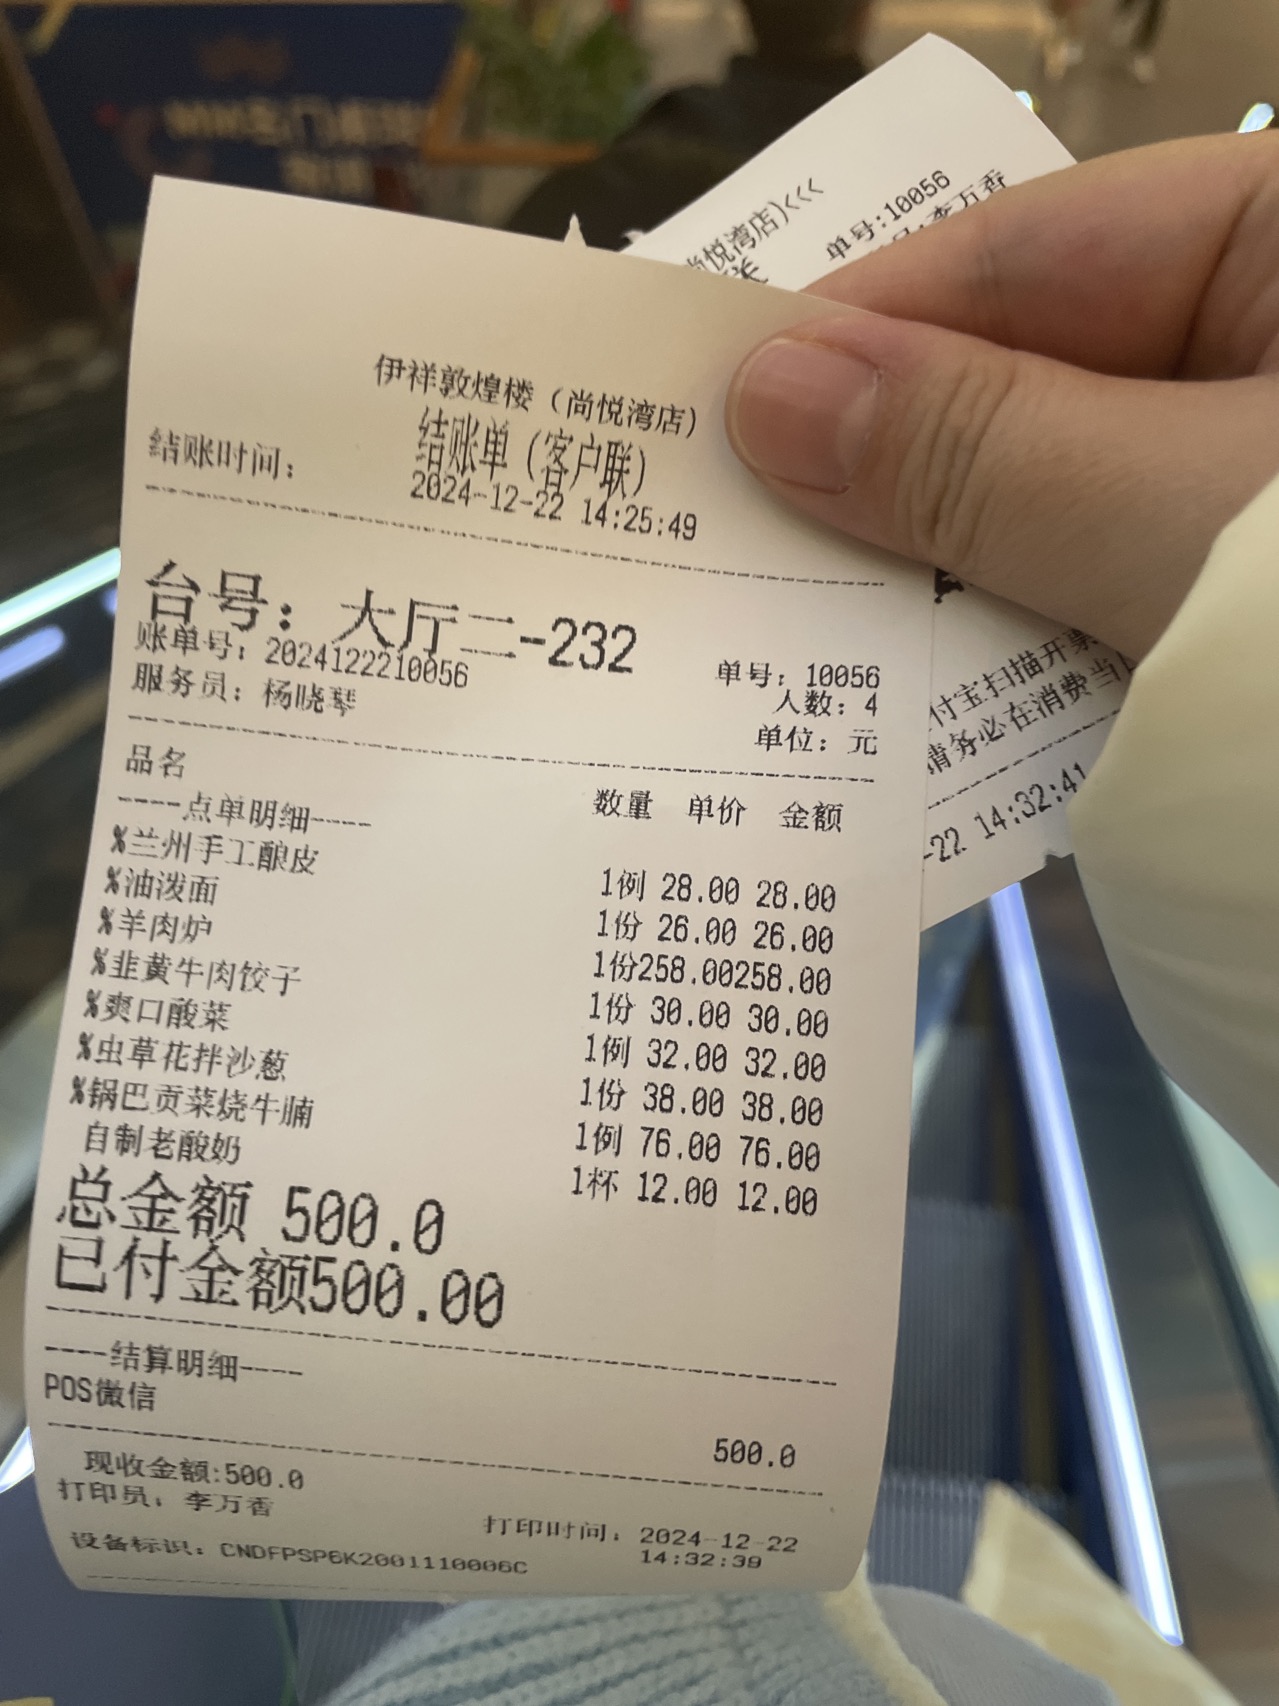 伊祥敦煌楼（尚悦湾店）
结账单（客户联）
结账时间： 2024-12-22 14:25:49
台号：大厅二-232
账单号：2024122210056 单号：10056
服务员：杨晓琴 人数：4
单位：元
品名 数量 单价 金额
----点单明细----
%兰州手工酿皮 1例 28.00 28.00
%油泼面 1份 26.00 26.00
%羊肉炉 1份258.00258.00
%韭黄牛肉饺子 1份 30.00 30.00
%爽口酸菜 1例 32.00 32.00
%虫草花拌沙葱 1份 38.00 38.00
%锅巴贡菜烧牛腩 1例 76.00 76.00
自制老酸奶 1杯 12.00 12.00
总金额 500.0
已付金额500.00
----结算明细----
POS微信 500.0
现收金额:500.0
打印员：李万香 打印时间：2024-12-22 14:32:39
设备标识：CNDFPSP6K2001110006C
尚悦湾店)<<<
单号:10056
李万香
付宝扫描开票
请务必在消费当
-22 14:32:41